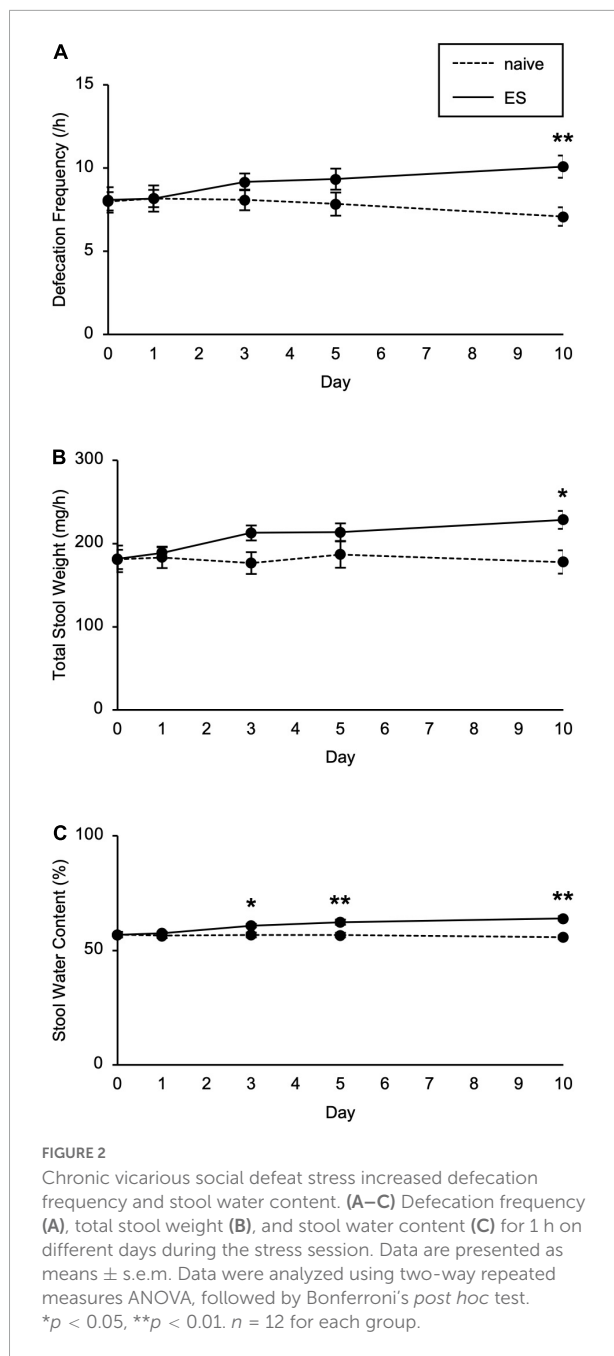 A
naive
ES
**
Defecation Frequency (/h)
15
10
5
0
0 1 2 3 4 5 6 7 8 9 10
Day
B
*
Total Stool Weight (mg/h)
300
200
100
0
0 1 2 3 4 5 6 7 8 9 10
Day
C
* ** **
Stool Water Content (%)
100
50
0
0 1 2 3 4 5 6 7 8 9 10
Day
FIGURE 2
Chronic vicarious social defeat stress increased defecation
frequency and stool water content. (A–C) Defecation frequency
(A), total stool weight (B), and stool water content (C) for 1 h on
different days during the stress session. Data are presented as
means ± s.e.m. Data were analyzed using two-way repeated
measures ANOVA, followed by Bonferroni's post hoc test.
*p < 0.05, **p < 0.01. n = 12 for each group.